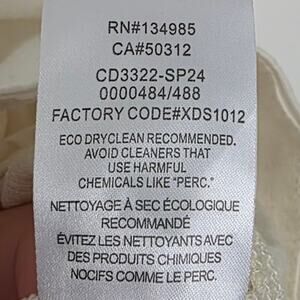 RN#134985
CA#50312
CD3322-SP24
0000484/488
FACTORY CODE#XDS1012
ECO DRYCLEAN RECOMMENDED.
AVOID CLEANERS THAT
USE HARMFUL
CHEMICALS LIKE "PERC."
NETTOYAGE À SEC ÉCOLOGIQUE
RECOMMANDÉ
ÉVITEZ LES NETTOYANTS AVEC
DES PRODUITS CHIMIQUES
NOCIFS COMME LE PERC.